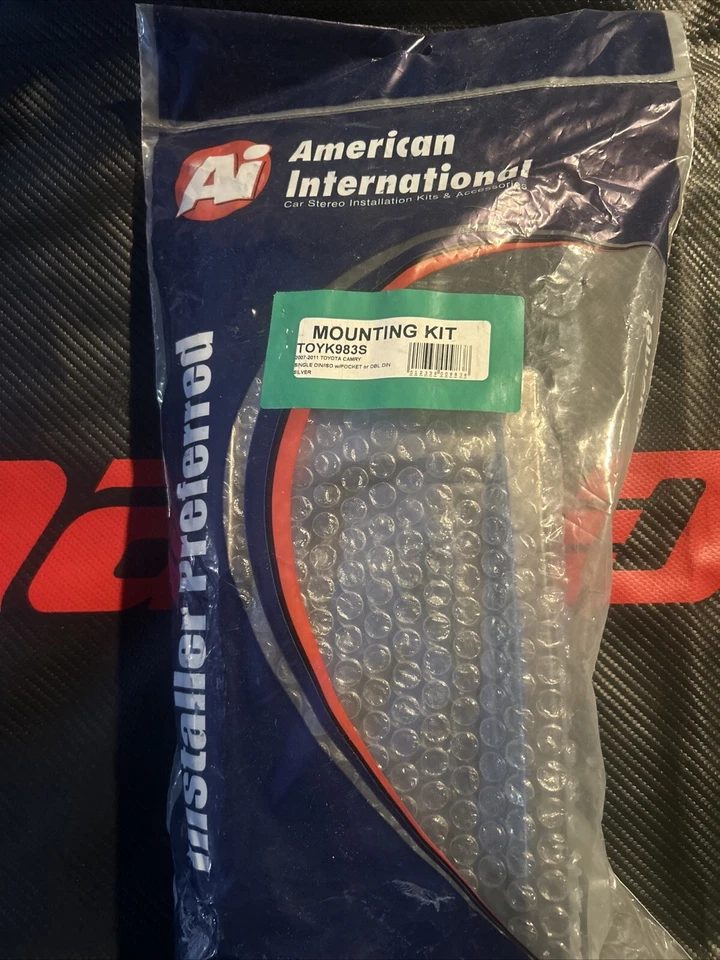 Ai
American
International
Car Stereo Installation Kits & Accessories
MOUNTING KIT
TOYK983S
2007-2011 TOYOTA CAMRY
SINGLE DIN/ISO w/POCKET or DBL DIN
SILVER
Installer Preferred